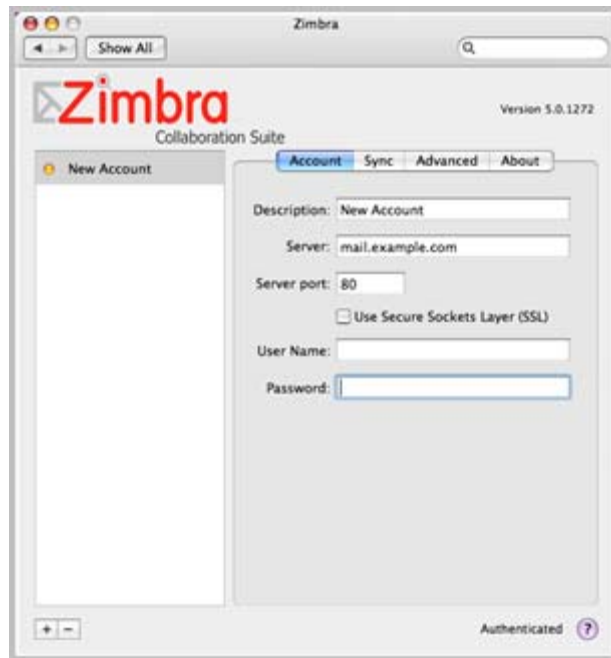 Zimbra
Show All
Zimbra
Version 5.0.1272
Collaboration Suite
New Account
Account Sync Advanced About
Description: New Account
Server: mail.example.com
Server port: 80
Use Secure Sockets Layer (SSL)
User Name:
Password:
+ −
Authenticated ?